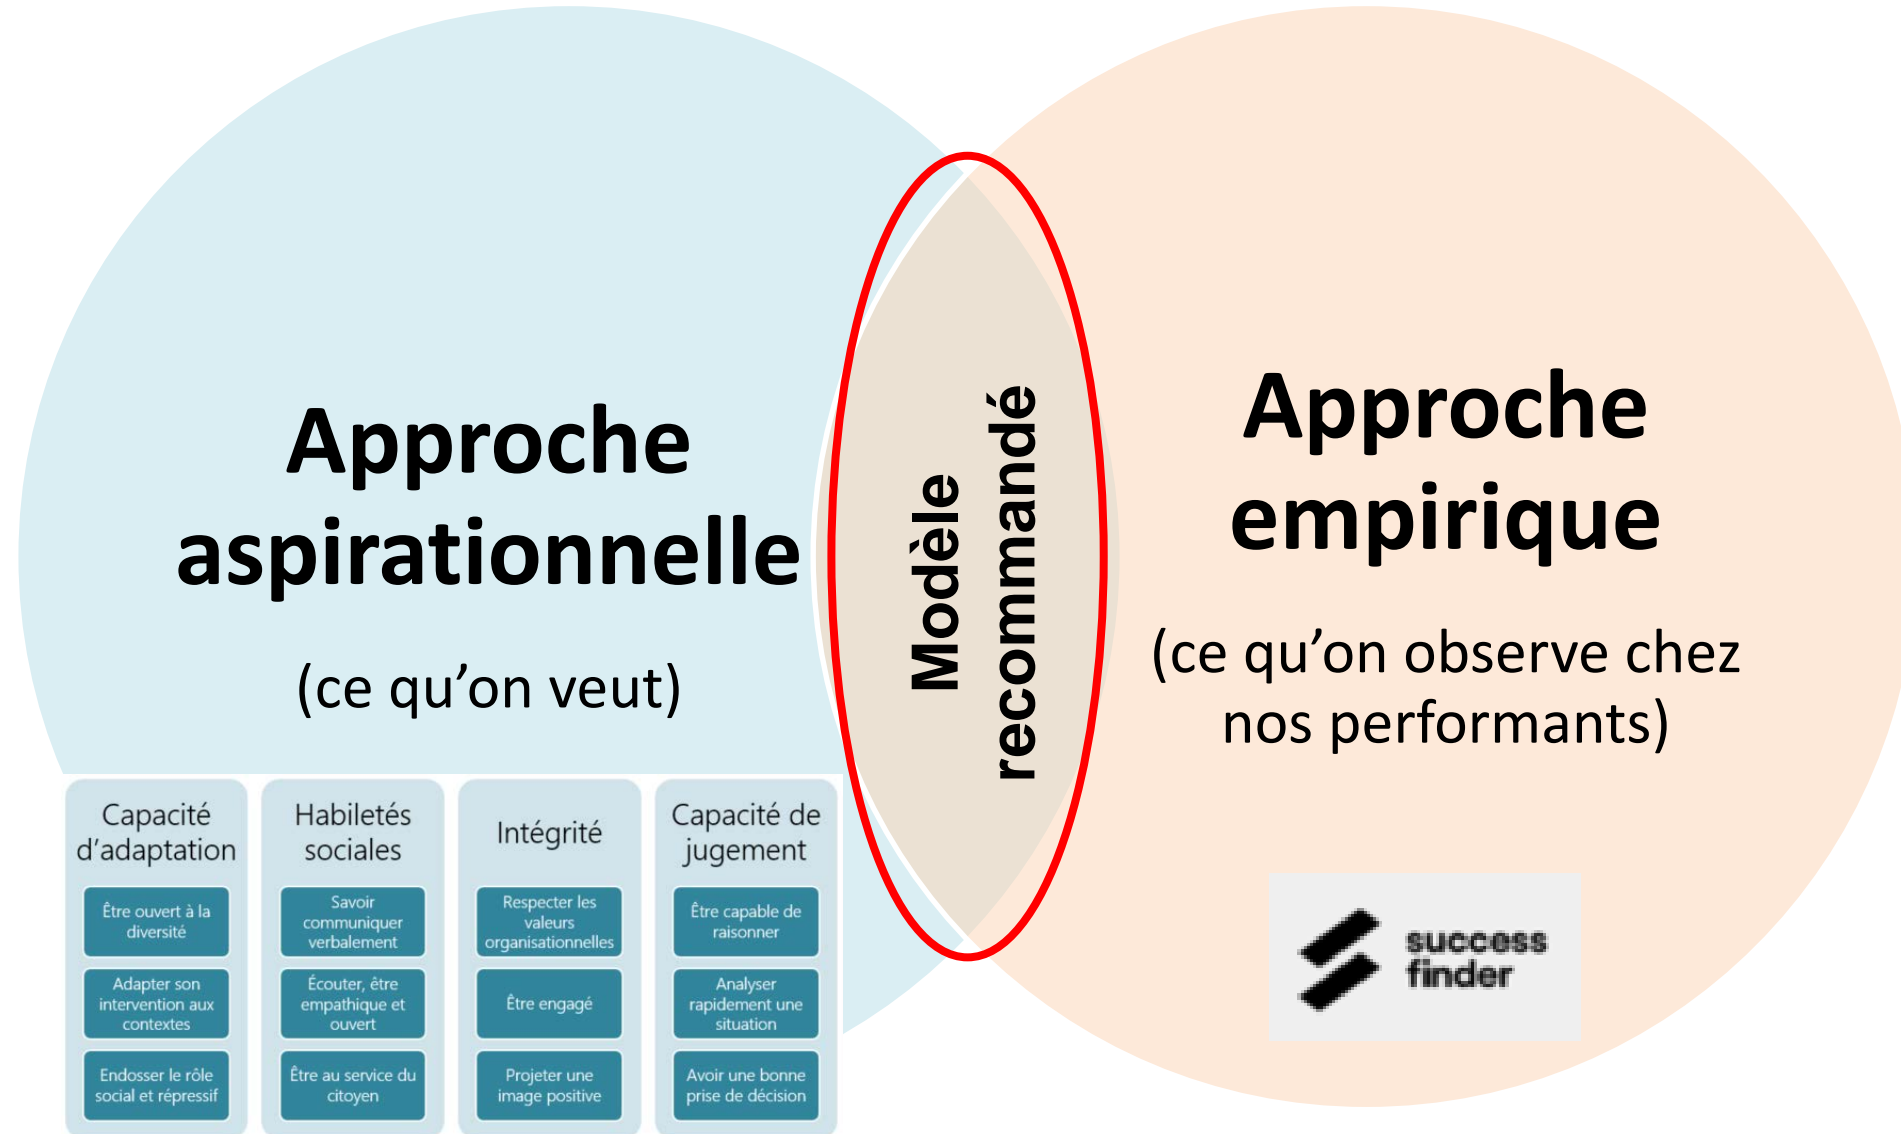 Approche
aspirationnelle
(ce qu’on veut)
Modèle
recommandé
Approche
empirique
(ce qu’on observe chez
nos performants)
Capacité
d’adaptation
Être ouvert à la
diversité
Adapter son
intervention aux
contextes
Endosser le rôle
social et répressif
Habiletés
sociales
Savoir
communiquer
verbalement
Écouter, être
empathique et
ouvert
Être au service du
citoyen
Intégrité
Respecter les
valeurs
organisationnelles
Être engagé
Projeter une
image positive
Capacité de
jugement
Être capable de
raisonner
Analyser
rapidement une
situation
Avoir une bonne
prise de décision
success
finder